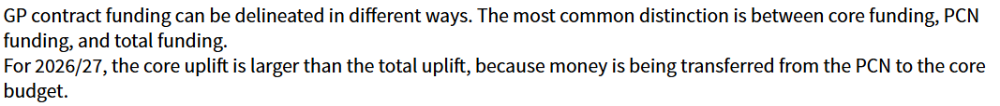 GP contract funding can be delineated in different ways. The most common distinction is between core funding, PCN
funding, and total funding.
For 2026/27, the core uplift is larger than the total uplift, because money is being transferred from the PCN to the core
budget.